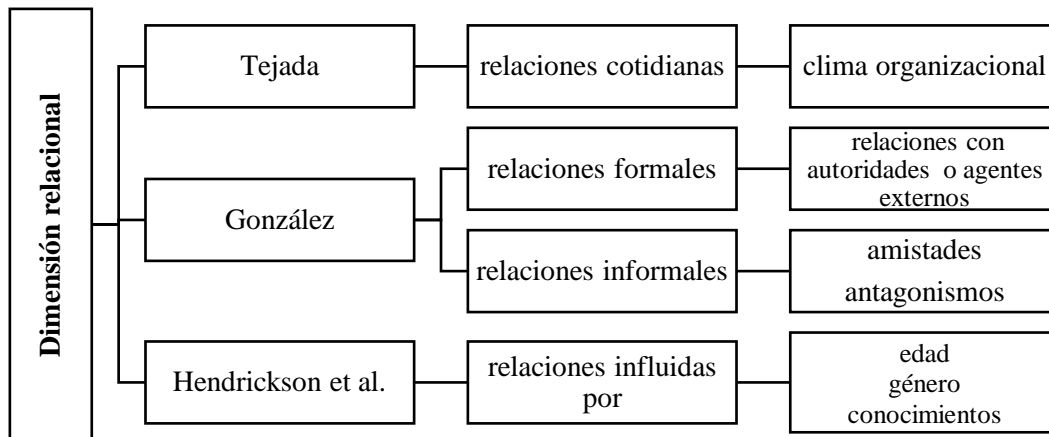 Dimensión relacional
Tejada
relaciones cotidianas
clima organizacional
González
relaciones formales
relaciones con
autoridades o agentes
externos
relaciones informales
amistades
antagonismos
Hendrickson et al.
relaciones influidas
por
edad
género
conocimientos